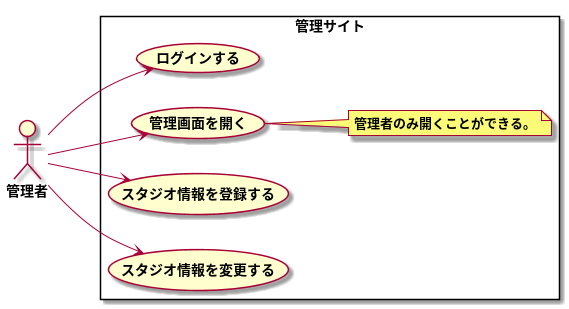 管理サイト
ログインする
管理画面を開く
管理者のみ開くことができる。
管理者
スタジオ情報を登録する
スタジオ情報を変更する